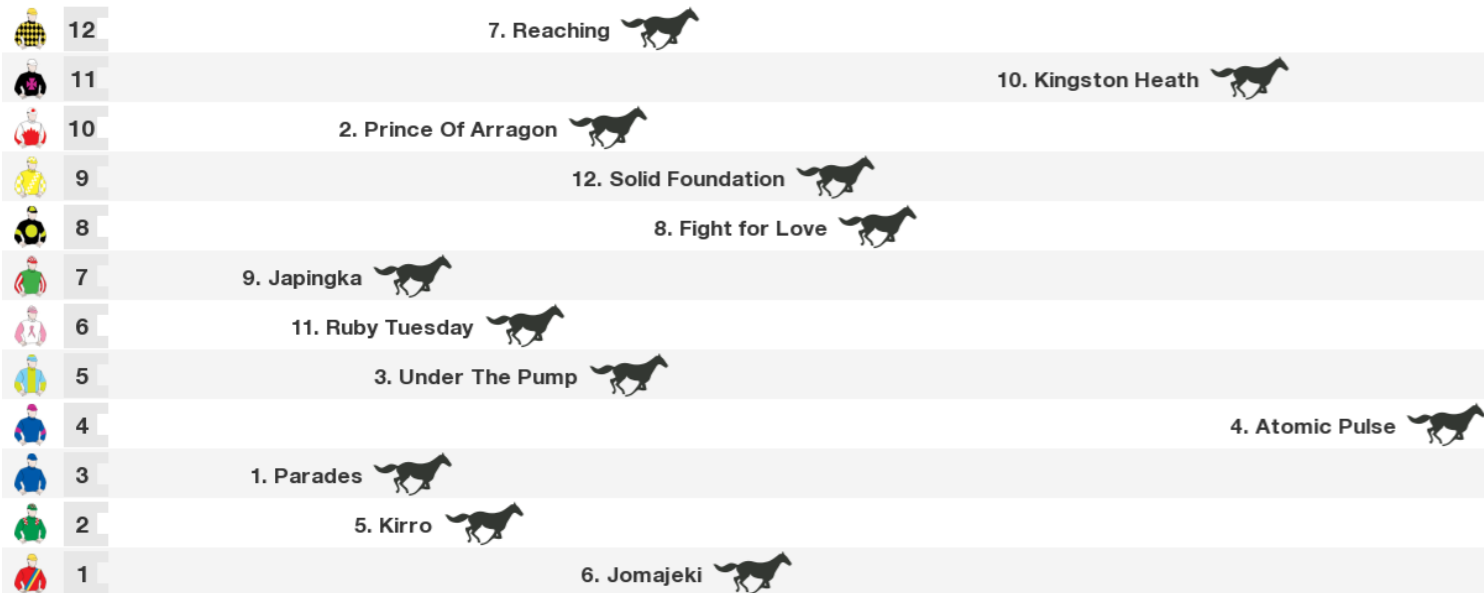 12 7. Reaching
11 10. Kingston Heath
10 2. Prince Of Arragon
9 12. Solid Foundation
8 8. Fight for Love
7 9. Japingka
6 11. Ruby Tuesday
5 3. Under The Pump
4 4. Atomic Pulse
3 1. Parades
2 5. Kirro
1 6. Jomajeki